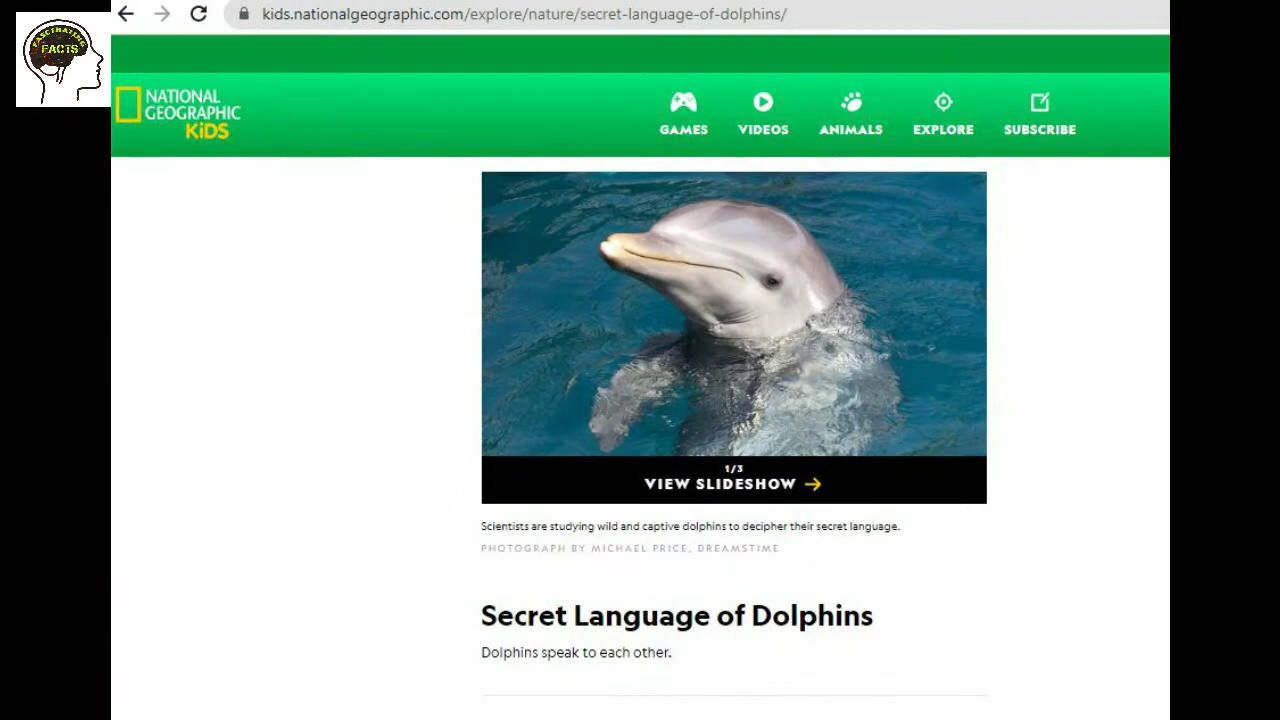 kids.nationalgeographic.com/explore/nature/secret-language-of-dolphins/
FASCINATING
FACTS
NATIONAL
GEOGRAPHIC
KiDS
GAMES
VIDEOS
ANIMALS
EXPLORE
SUBSCRIBE
1/3
VIEW SLIDESHOW
Scientists are studying wild and captive dolphins to decipher their secret language.
PHOTOGRAPH BY MICHAEL PRICE, DREAMSTIME
Secret Language of Dolphins
Dolphins speak to each other.